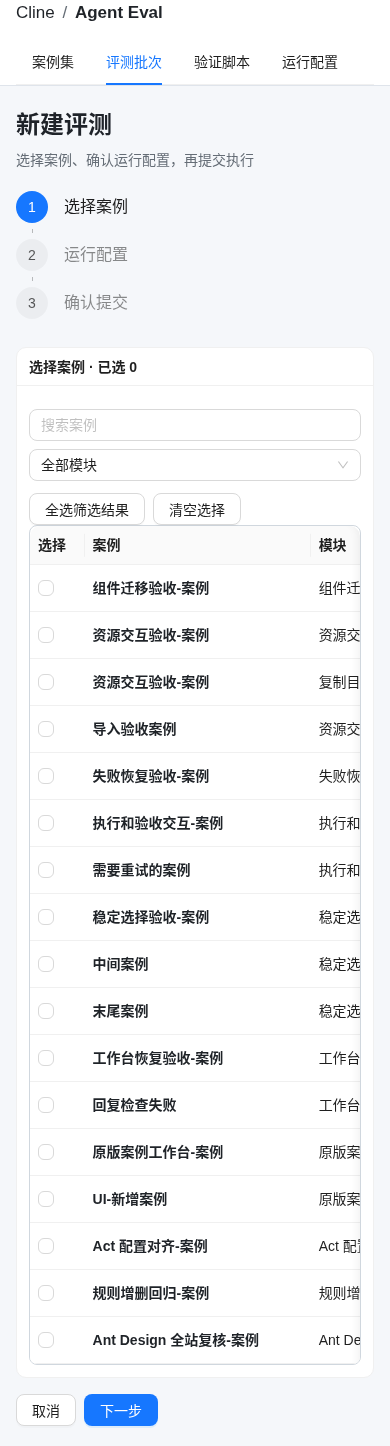 Cline / Agent Eval
案例集 评测批次 验证脚本 运行配置
新建评测
选择案例、确认运行配置，再提交执行
1 选择案例
2 运行配置
3 确认提交
选择案例 · 已选 0
搜索案例
全部模块
全选筛选结果 清空选择
选择 案例 模块
组件迁移验收-案例 组件迁
资源交互验收-案例 资源交
资源交互验收-案例 复制目
导入验收案例 资源交
失败恢复验收-案例 失败恢
执行和验收交互-案例 执行和
需要重试的案例 执行和
稳定选择验收-案例 稳定选
中间案例 稳定选
末尾案例 稳定选
工作台恢复验收-案例 工作台
回复检查失败 工作台
原版案例工作台-案例 原版案
UI-新增案例 原版案
Act 配置对齐-案例 Act 配
规则增删回归-案例 规则增
Ant Design 全站复核-案例 Ant De
取消 下一步